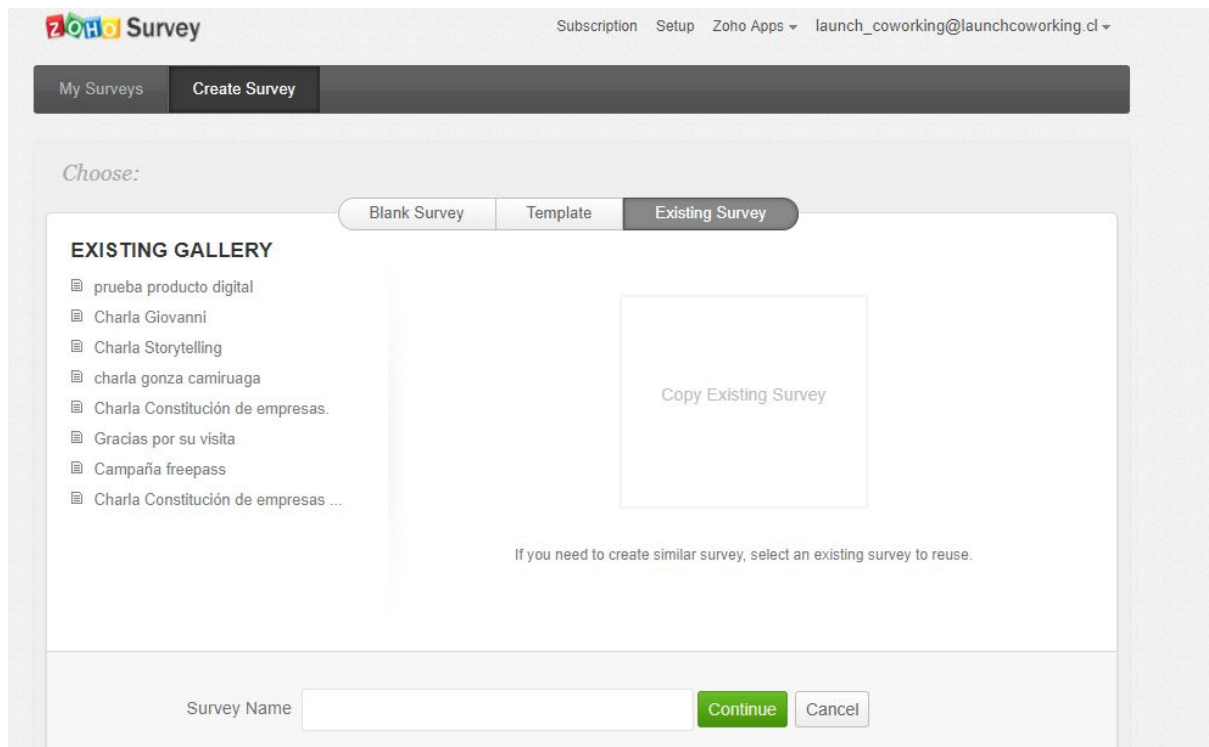 ZOHO Survey
Subscription Setup Zoho Apps launch_coworking@launchcoworking.cl
My Surveys Create Survey
Choose:
Blank Survey Template Existing Survey
EXISTING GALLERY
prueba producto digital
Charla Giovanni
Charla Storytelling
charla gonza camiruaga
Charla Constitución de empresas.
Gracias por su visita
Campaña freepass
Charla Constitución de empresas ...
Copy Existing Survey
If you need to create similar survey, select an existing survey to reuse.
Survey Name Continue Cancel